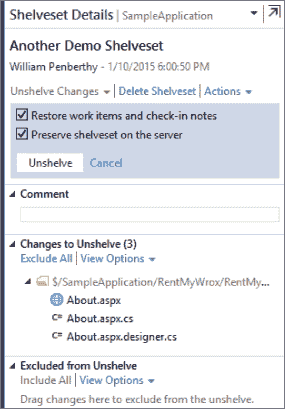 Shelveset Details | SampleApplication
Another Demo Shelveset
William Penberthy - 1/10/2015 6:00:50 PM
Unshelve Changes | Delete Shelveset | Actions
Restore work items and check-in notes
Preserve shelveset on the server
Unshelve Cancel
Comment
Changes to Unshelve (3)
Exclude All | View Options
$/SampleApplication/RentMyWrox/RentMy...
About.aspx
C# About.aspx.cs
C# About.aspx.designer.cs
Excluded from Unshelve
Include All | View Options
Drag changes here to exclude from the unshelve.